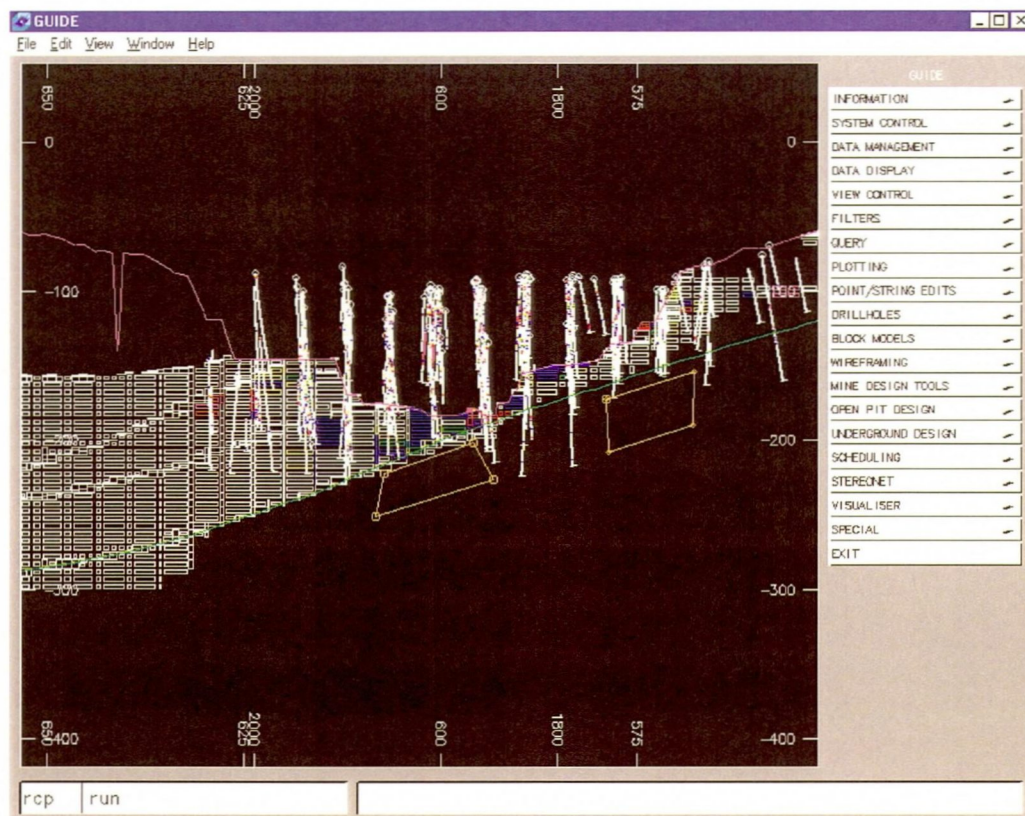 GUIDE
File Edit View Window Help
650 625 2000 600 1800 575
0 0
-100 -100
-200 -200
-300 -300
-400 -400
650 625 2000 600 1800 575
GUIDE
INFORMATION
SYSTEM CONTROL
DATA MANAGEMENT
DATA DISPLAY
VIEW CONTROL
FILTERS
QUERY
PLOTTING
POINT/STRING EDITS
DRILLHOLES
BLOCK MODELS
WIREFRAMING
MINE DESIGN TOOLS
OPEN PIT DESIGN
UNDERGROUND DESIGN
SCHEDULING
STEREONET
VISUALISER
SPECIAL
EXIT
rcp run